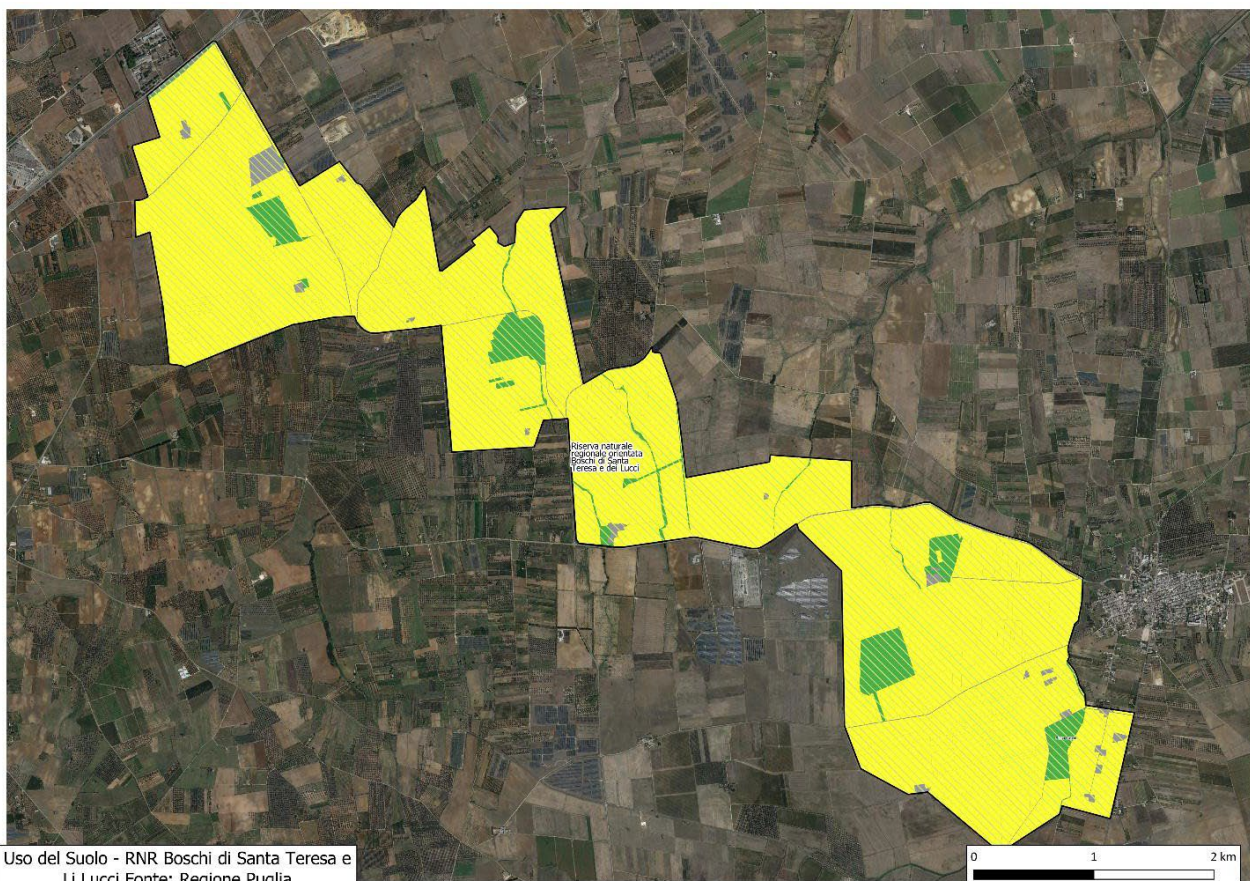 Riserva naturale
regionale orientata
Boschi di Santa
Teresa e dei Lucci
Uso del Suolo - RNR Boschi di Santa Teresa e
Li Lucci Fonte: Regione Puglia
0 1 2 km